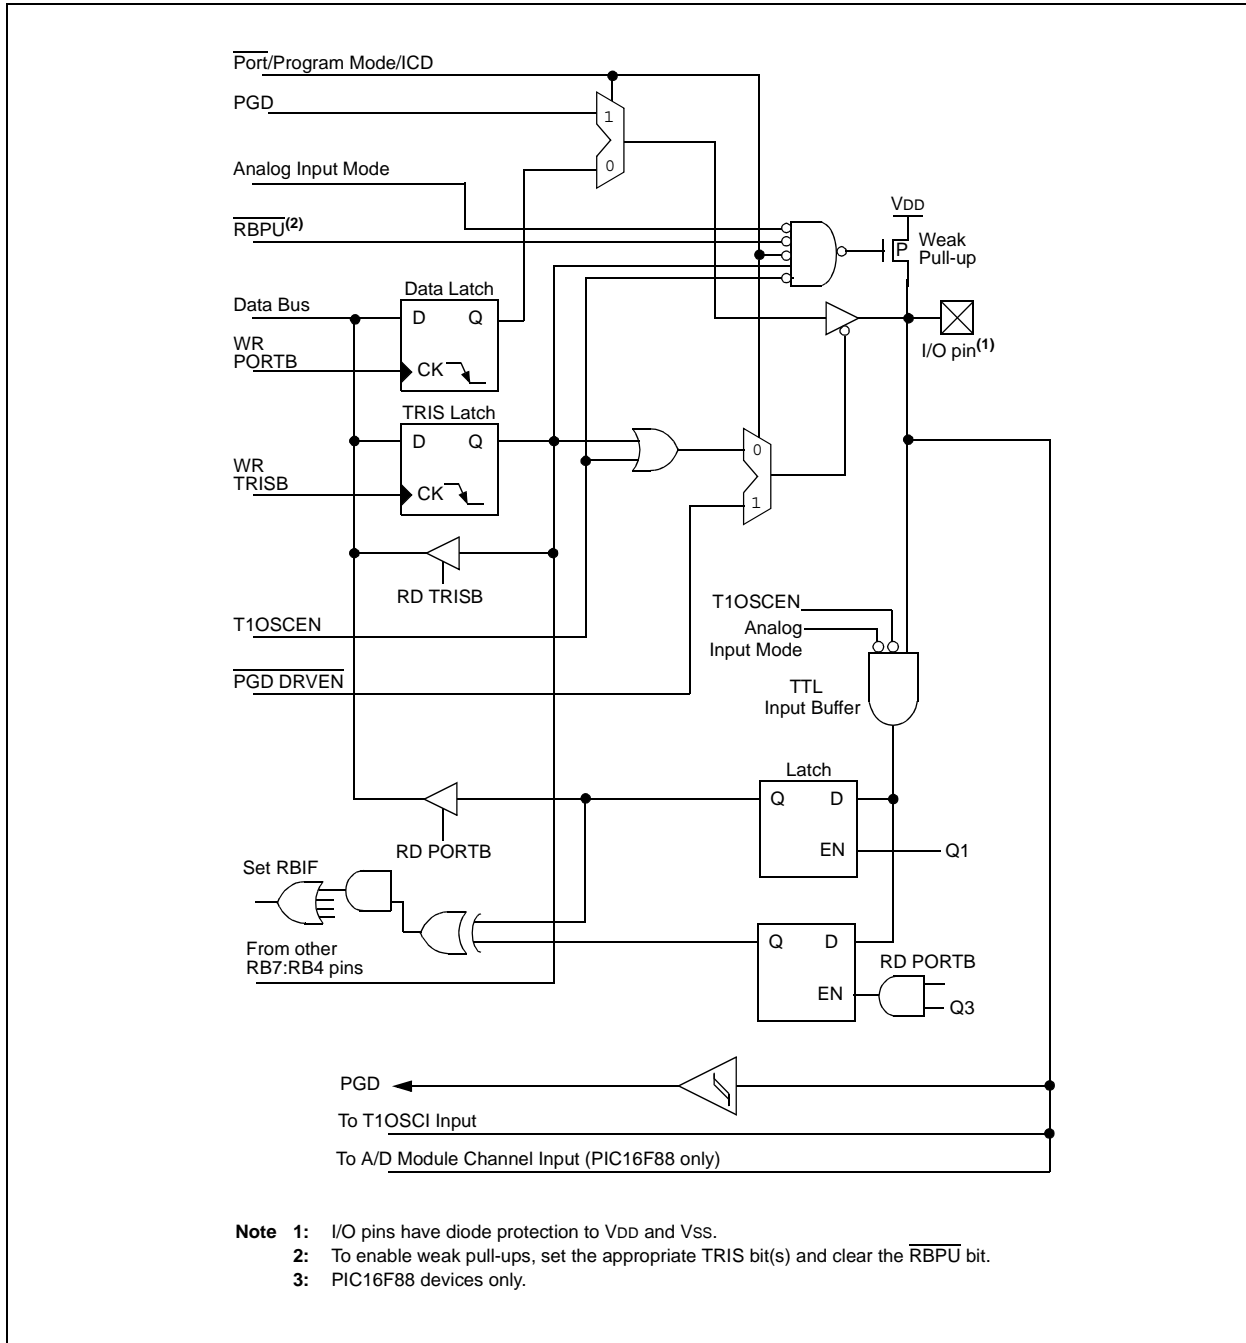 Port/Program Mode/ICD
PGD
1
0
Analog Input Mode
RBPU(2)
VDD
P
Weak
Pull-up
Data Bus
Data Latch
D Q
CK
WR
PORTB
I/O pin(1)
TRIS Latch
D Q
CK
WR
TRISB
0
1
RD TRISB
T1OSCEN
PGD DRVEN
T1OSCEN
Analog
Input Mode
TTL
Input Buffer
Latch
Q D
EN
Q1
RD PORTB
Set RBIF
From other
RB7:RB4 pins
Q D
EN
RD PORTB
Q3
PGD
To T1OSCI Input
To A/D Module Channel Input (PIC16F88 only)
Note 1: I/O pins have diode protection to VDD and VSS.
2: To enable weak pull-ups, set the appropriate TRIS bit(s) and clear the RBPU bit.
3: PIC16F88 devices only.